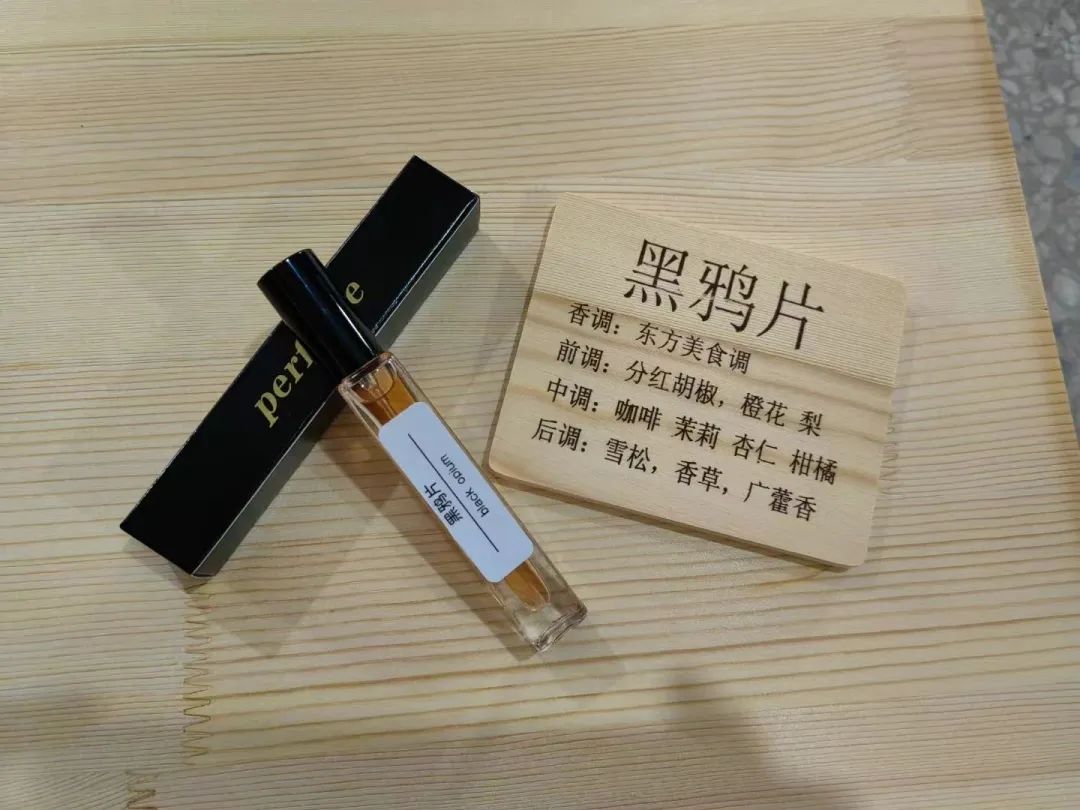 黑鸦片
香调：东方美食调
前调：分红胡椒，橙花 梨
中调：咖啡 茉莉 杏仁 柑橘
后调：雪松，香草，广藿香
黑鸦片
black opium